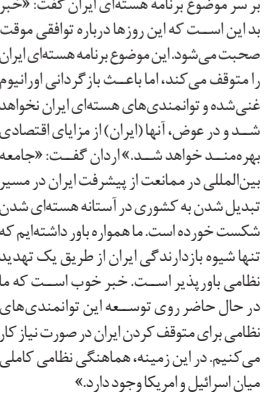 بر سر موضوع برنامه هسته‌ای ایران گفت: «خبر
بد این است که این روزها درباره توافقی موقت
صحبت می‌شود. این موضوع برنامه هسته‌ای ایران
را متوقف می‌کند، اما باعث بازگردانی اورانیوم
غنی‌شده و توانمندی‌های هسته‌ای ایران نخواهد
شد و در عوض، آنها (ایران) از مزایای اقتصادی
بهره‌مند خواهد شد.» اردان گفت: «جامعه
بین‌المللی در ممانعت از پیشرفت ایران در مسیر
تبدیل شدن به کشوری در آستانه هسته‌ای شدن
شکست خورده است. ما همواره باور داشته‌ایم که
تنها شیوه بازدارندگی ایران از طریق یک تهدید
نظامی باورپذیر است. خبر خوب است که ما
در حال حاضر روی توسعه این توانمندی‌های
نظامی برای متوقف کردن ایران در صورت نیاز کار
می‌کنیم. در این زمینه، هماهنگی نظامی کاملی
میان اسرائیل و امریکا وجود دارد.»